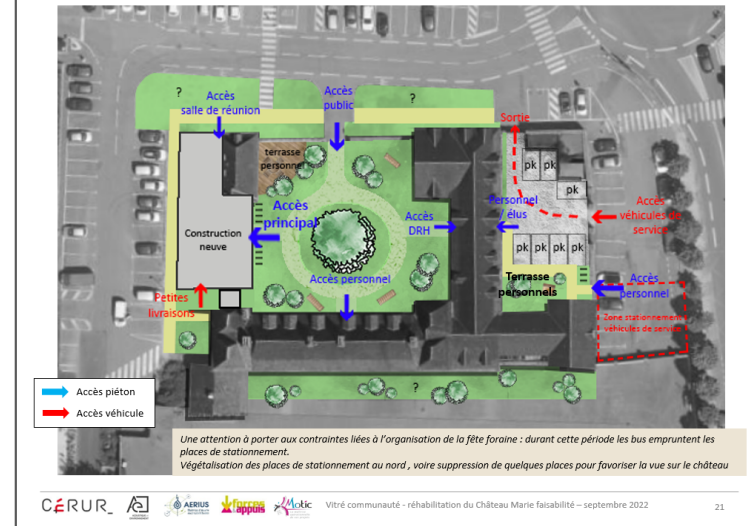 ?
Accès
salle de réunion
Accès
public
?
Sortie
terrasse
personnel
pk pk
pk
Accès
principal
Accès
DRH
Personnel
/ élus
Accès
véhicules de
service
Construction
neuve
pk pk pk pk
Accès personnel
Terrasse
personnels
Accès
personnel
Petites
livraisons
Zone stationnement
véhicules de service
?
Accès piéton
Accès véhicule
Une attention à porter aux contraintes liées à l'organisation de la fête foraine : durant cette période les bus empruntent les
places de stationnement.
Végétalisation des places de stationnement au nord , voire suppression de quelques places pour favoriser la vue sur le château
CÉRUR_
AERIUS
forces
appuis
Motic
Vitré communauté - réhabilitation du Château Marie faisabilité – septembre 2022
21